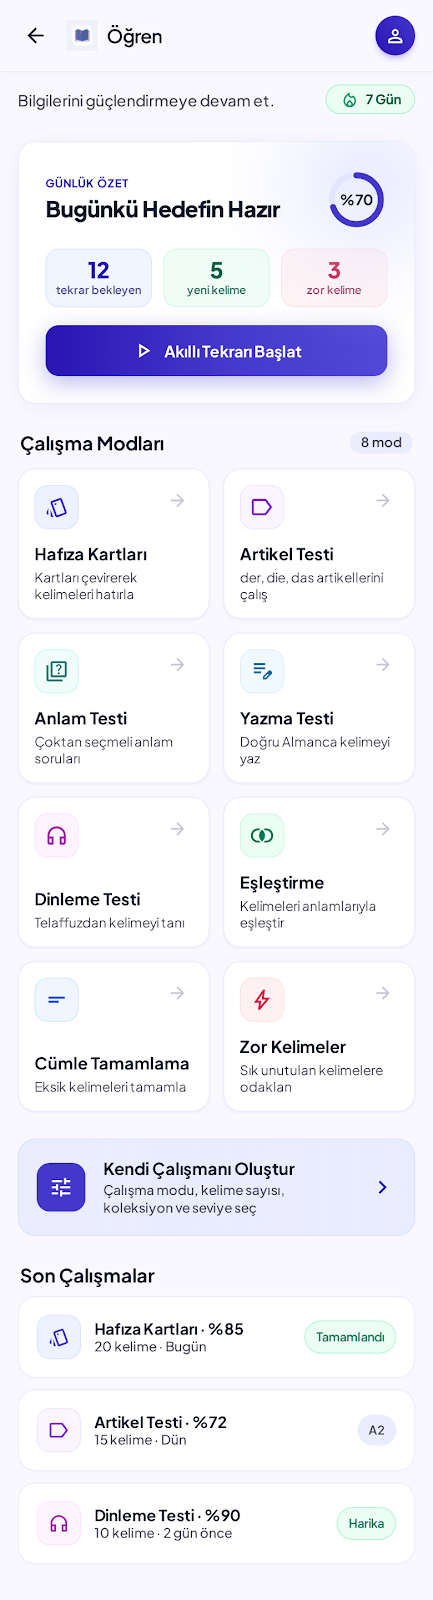 Öğren
Bilgilerini güçlendirmeye devam et.
7 Gün
GÜNLÜK ÖZET
Bugünkü Hedefin Hazır
%70
12
tekrar bekleyen
5
yeni kelime
3
zor kelime
Akıllı Tekrarı Başlat
Çalışma Modları
8 mod
Hafıza Kartları
Kartları çevirerek
kelimeleri hatırla
Artikel Testi
der, die, das artikellerini
çalış
Anlam Testi
Çoktan seçmeli anlam
soruları
Yazma Testi
Doğru Almanca kelimeyi
yaz
Dinleme Testi
Telaffuzdan kelimeyi tanı
Eşleştirme
Kelimeleri anlamlarıyla
eşleştir
Cümle Tamamlama
Eksik kelimeleri tamamla
Zor Kelimeler
Sık unutulan kelimelere
odaklan
Kendi Çalışmanı Oluştur
Çalışma modu, kelime sayısı,
koleksiyon ve seviye seç
Son Çalışmalar
Hafıza Kartları · %85
20 kelime · Bugün
Tamamlandı
Artikel Testi · %72
15 kelime · Dün
A2
Dinleme Testi · %90
10 kelime · 2 gün önce
Harika